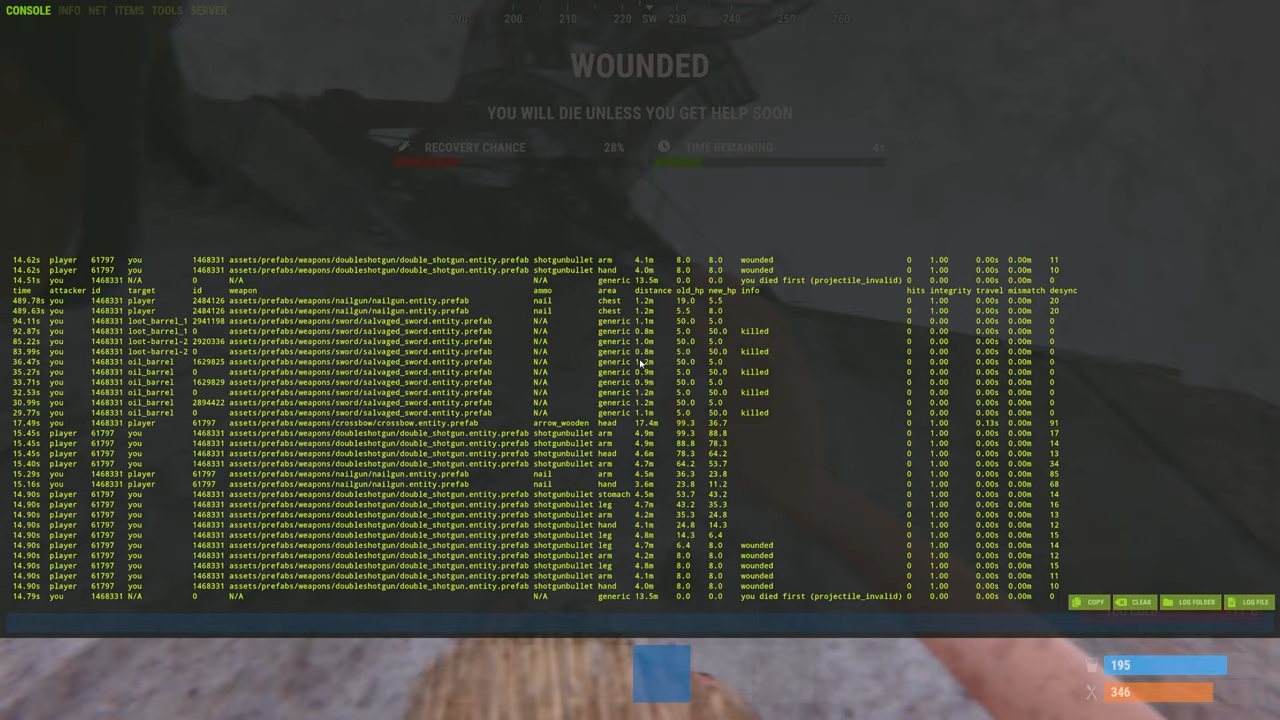 CONSOLE INFO NET ITEMS TOOLS SERVER
190 200 210 220 SW 230 240 250 260
WOUNDED
YOU WILL DIE UNLESS YOU GET HELP SOON
RECOVERY CHANCE 28% TIME REMAINING 4s
14.62s player 61797 you 1468331 assets/prefabs/weapons/doubleshotgun/double_shotgun.entity.prefab shotgunbullet arm 4.1m 8.0 8.0 wounded 0 1.00 0.00s 0.00m 11
14.62s player 61797 you 1468331 assets/prefabs/weapons/doubleshotgun/double_shotgun.entity.prefab shotgunbullet hand 4.0m 8.0 8.0 wounded 0 1.00 0.00s 0.00m 10
14.51s you 1468331 N/A 0 N/A N/A generic 13.5m 0.0 0.0 you died first (projectile_invalid) 0 0.00 0.00s 0.00m 0
time attacker id target id weapon ammo area distance old_hp new_hp info hits integrity travel mismatch desync
489.78s you 1468331 player 2484126 assets/prefabs/weapons/nailgun/nailgun.entity.prefab nail chest 1.2m 19.0 5.5 0 1.00 0.00s 0.00m 20
489.63s you 1468331 player 2484126 assets/prefabs/weapons/nailgun/nailgun.entity.prefab nail chest 1.2m 5.5 8.0 0 1.00 0.00s 0.00m 20
94.11s you 1468331 loot_barrel_1 2941198 assets/prefabs/weapons/sword/salvaged_sword.entity.prefab N/A generic 1.1m 50.0 5.0 0 1.00 0.00s 0.00m 0
92.87s you 1468331 loot_barrel_1 0 assets/prefabs/weapons/sword/salvaged_sword.entity.prefab N/A generic 0.8m 5.0 50.0 killed 0 1.00 0.00s 0.00m 0
85.22s you 1468331 loot-barrel-2 2920336 assets/prefabs/weapons/sword/salvaged_sword.entity.prefab N/A generic 1.0m 50.0 5.0 0 1.00 0.00s 0.00m 0
83.99s you 1468331 loot-barrel-2 0 assets/prefabs/weapons/sword/salvaged_sword.entity.prefab N/A generic 0.8m 5.0 50.0 killed 0 1.00 0.00s 0.00m 0
36.47s you 1468331 oil_barrel 1629825 assets/prefabs/weapons/sword/salvaged_sword.entity.prefab N/A generic 1.2m 50.0 5.0 0 1.00 0.00s 0.00m 0
35.27s you 1468331 oil_barrel 0 assets/prefabs/weapons/sword/salvaged_sword.entity.prefab N/A generic 0.9m 5.0 50.0 killed 0 1.00 0.00s 0.00m 0
33.71s you 1468331 oil_barrel 1629829 assets/prefabs/weapons/sword/salvaged_sword.entity.prefab N/A generic 0.9m 50.0 5.0 0 1.00 0.00s 0.00m 0
32.53s you 1468331 oil_barrel 0 assets/prefabs/weapons/sword/salvaged_sword.entity.prefab N/A generic 1.2m 5.0 50.0 killed 0 1.00 0.00s 0.00m 0
30.99s you 1468331 oil_barrel 2894422 assets/prefabs/weapons/sword/salvaged_sword.entity.prefab N/A generic 1.2m 50.0 5.0 0 1.00 0.00s 0.00m 0
29.77s you 1468331 oil_barrel 0 assets/prefabs/weapons/sword/salvaged_sword.entity.prefab N/A generic 1.1m 5.0 50.0 killed 0 1.00 0.00s 0.00m 0
17.49s you 1468331 player 61797 assets/prefabs/weapons/crossbow/crossbow.entity.prefab arrow_wooden head 17.4m 99.3 36.7 0 1.00 0.13s 0.00m 91
15.45s player 61797 you 1468331 assets/prefabs/weapons/doubleshotgun/double_shotgun.entity.prefab shotgunbullet arm 4.9m 99.3 88.8 0 1.00 0.00s 0.00m 17
15.45s player 61797 you 1468331 assets/prefabs/weapons/doubleshotgun/double_shotgun.entity.prefab shotgunbullet arm 4.9m 88.8 78.3 0 1.00 0.00s 0.00m 14
15.45s player 61797 you 1468331 assets/prefabs/weapons/doubleshotgun/double_shotgun.entity.prefab shotgunbullet head 4.6m 78.3 64.2 0 1.00 0.00s 0.00m 13
15.40s player 61797 you 1468331 assets/prefabs/weapons/doubleshotgun/double_shotgun.entity.prefab shotgunbullet arm 4.7m 64.2 53.7 0 1.00 0.00s 0.00m 34
15.29s you 1468331 player 61797 assets/prefabs/weapons/nailgun/nailgun.entity.prefab nail arm 4.5m 36.3 23.8 0 1.00 0.00s 0.00m 85
15.16s you 1468331 player 61797 assets/prefabs/weapons/nailgun/nailgun.entity.prefab nail hand 3.6m 23.8 11.2 0 1.00 0.00s 0.00m 68
14.90s player 61797 you 1468331 assets/prefabs/weapons/doubleshotgun/double_shotgun.entity.prefab shotgunbullet stomach 4.5m 53.7 43.2 0 1.00 0.00s 0.00m 14
14.90s player 61797 you 1468331 assets/prefabs/weapons/doubleshotgun/double_shotgun.entity.prefab shotgunbullet leg 4.7m 43.2 35.3 0 1.00 0.00s 0.00m 16
14.90s player 61797 you 1468331 assets/prefabs/weapons/doubleshotgun/double_shotgun.entity.prefab shotgunbullet arm 4.2m 35.3 24.8 0 1.00 0.00s 0.00m 13
14.90s player 61797 you 1468331 assets/prefabs/weapons/doubleshotgun/double_shotgun.entity.prefab shotgunbullet hand 4.1m 24.8 14.3 0 1.00 0.00s 0.00m 12
14.90s player 61797 you 1468331 assets/prefabs/weapons/doubleshotgun/double_shotgun.entity.prefab shotgunbullet leg 4.8m 14.3 6.4 0 1.00 0.00s 0.00m 15
14.90s player 61797 you 1468331 assets/prefabs/weapons/doubleshotgun/double_shotgun.entity.prefab shotgunbullet leg 4.7m 6.4 8.0 wounded 0 1.00 0.00s 0.00m 14
14.90s player 61797 you 1468331 assets/prefabs/weapons/doubleshotgun/double_shotgun.entity.prefab shotgunbullet arm 4.2m 8.0 8.0 wounded 0 1.00 0.00s 0.00m 12
14.90s player 61797 you 1468331 assets/prefabs/weapons/doubleshotgun/double_shotgun.entity.prefab shotgunbullet leg 4.8m 8.0 8.0 wounded 0 1.00 0.00s 0.00m 15
14.90s player 61797 you 1468331 assets/prefabs/weapons/doubleshotgun/double_shotgun.entity.prefab shotgunbullet arm 4.1m 8.0 8.0 wounded 0 1.00 0.00s 0.00m 11
14.90s player 61797 you 1468331 assets/prefabs/weapons/doubleshotgun/double_shotgun.entity.prefab shotgunbullet hand 4.0m 8.0 8.0 wounded 0 1.00 0.00s 0.00m 10
14.79s you 1468331 N/A 0 N/A N/A generic 13.5m 0.0 0.0 you died first (projectile_invalid) 0 0.00 0.00s 0.00m 0
COPY CLEAR LOG FOLDER LOG FILE
195
346